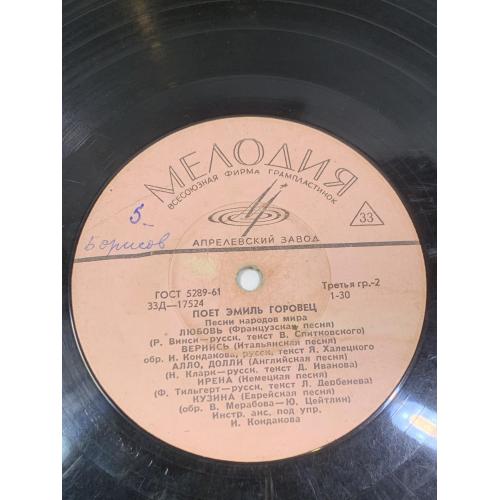 МЕЛОДИЯ
ВСЕСОЮЗНАЯ ФИРМА ГРАМПЛАСТИНОК
33
5.
Борисов
АПРЕЛЕВСКИЙ ЗАВОД
ГОСТ 5289-61
Третья гр.-2
33Д—17524
1-30
ПОЕТ ЭМИЛЬ ГОРОВЕЦ
Песни народов мира
ЛЮБОВЬ (Французская песня)
(Р. Винси—русск, текст В. Спитковского)
ВЕРНИСЬ (Итальянская песня)
обр. И. Кондакова, русск, текст Я. Халецкого
АЛЛО, ДОЛЛИ (Английская песня)
(Н. Кларк—русск, текст Д. Иванова)
ИРЕНА (Немецкая песня)
(Ф. Тильгерт—русск, текст Л. Дербенева)
КУЗИНА (Еврейская песня)
(обр. В. Мерабова—Ю. Цейтлин)
Инстр. анс, под упр.
И. Кондакова